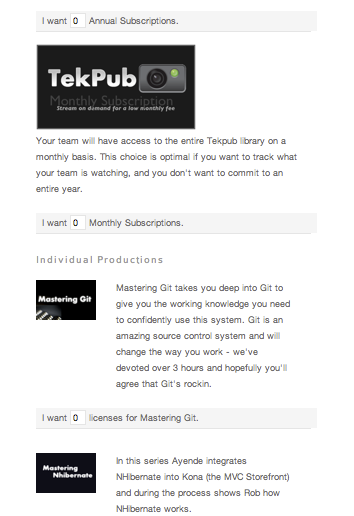 I want 0 Annual Subscriptions.
TekPub
Monthly Subscription
Stream on demand for a low monthly fee
Your team will have access to the entire Tekpub library on a
monthly basis. This choice is optimal if you want to track what
your team is watching, and you don't want to commit to an
entire year.
I want 0 Monthly Subscriptions.
Individual Productions
Mastering Git
Mastering Git takes you deep into Git to
give you the working knowledge you need
to confidently use this system. Git is an
amazing source control system and will
change the way you work - we've
devoted over 3 hours and hopefully you'll
agree that Git's rockin.
I want 0 licenses for Mastering Git.
Mastering
Nhibernate
In this series Ayende integrates
NHibernate into Kona (the MVC Storefront)
and during the process shows Rob how
NHibernate works.